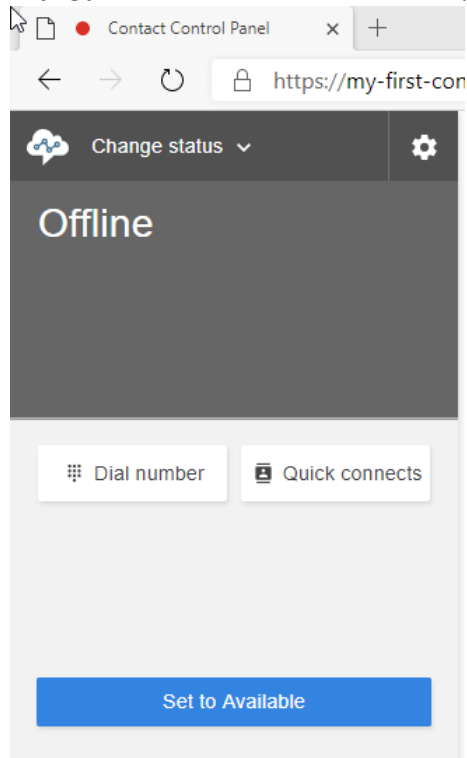 Contact Control Panel
https://my-first-con
Change status
Offline
Dial number
Quick connects
Set to Available